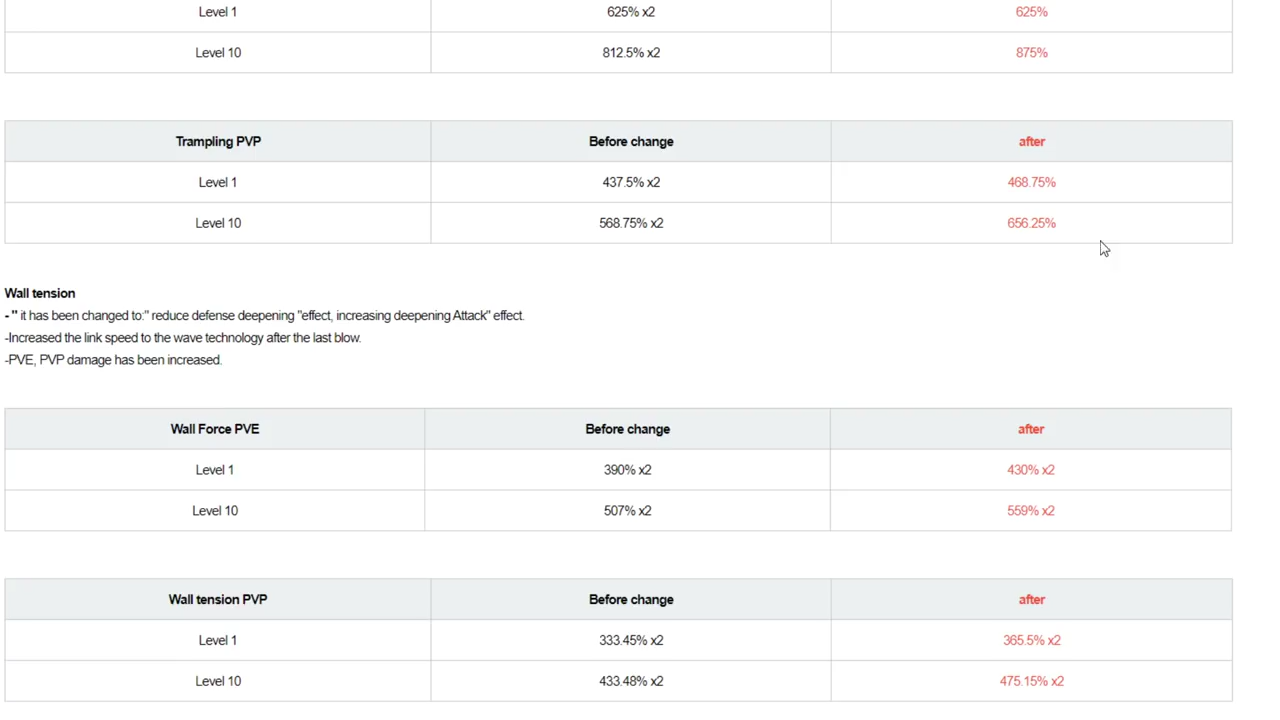 Level 1 625% x2 625%
Level 10 812.5% x2 875%
Trampling PVP Before change after
Level 1 437.5% x2 468.75%
Level 10 568.75% x2 656.25%
Wall tension
- " it has been changed to:" reduce defense deepening "effect, increasing deepening Attack" effect.
-Increased the link speed to the wave technology after the last blow.
-PVE, PVP damage has been increased.
Wall Force PVE Before change after
Level 1 390% x2 430% x2
Level 10 507% x2 559% x2
Wall tension PVP Before change after
Level 1 333.45% x2 365.5% x2
Level 10 433.48% x2 475.15% x2